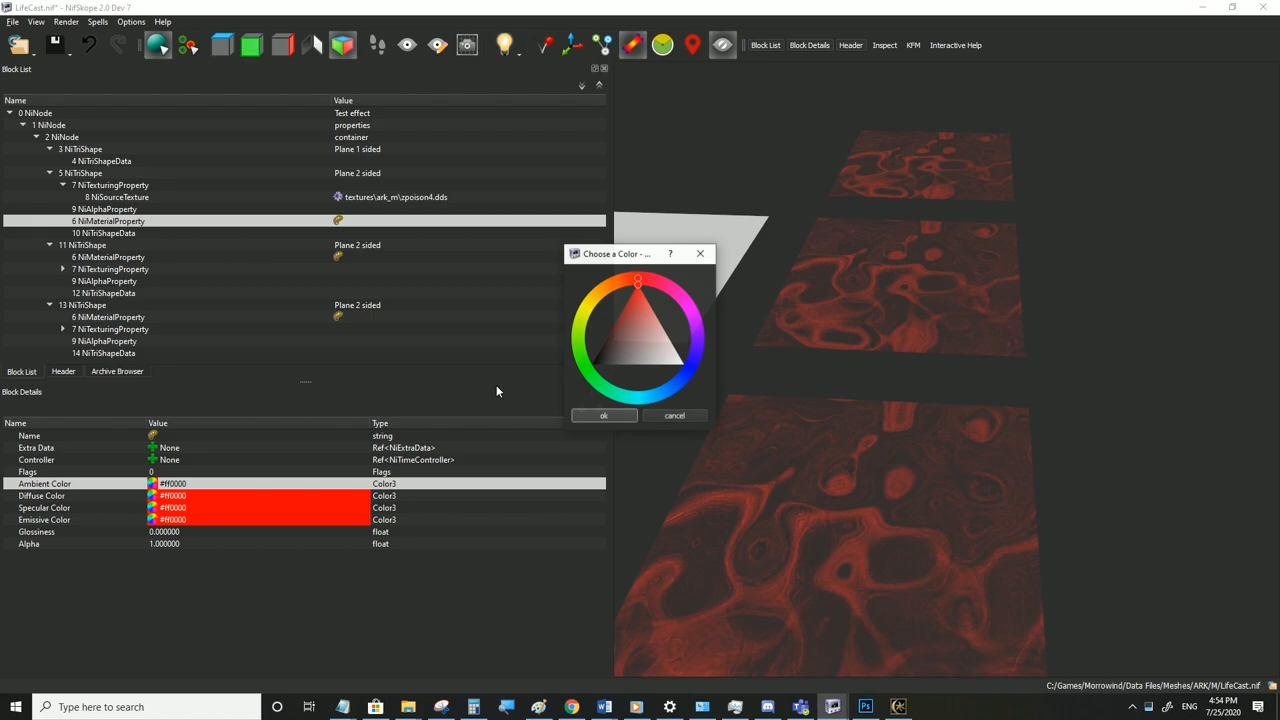 LifeCast.nif* - NifSkope 2.0 Dev 7
File View Render Spells Options Help
Block List Block Details Header Inspect KFM Interactive Help
Block List
Name Value
0 NiNode Test effect
1 NiNode properties
2 NiNode container
3 NiTriShape Plane 1 sided
4 NiTriShapeData
5 NiTriShape Plane 2 sided
7 NiTexturingProperty
8 NiSourceTexture textures\ark_m\zpoison4.dds
9 NiAlphaProperty
6 NiMaterialProperty
10 NiTriShapeData
11 NiTriShape Plane 2 sided
6 NiMaterialProperty
7 NiTexturingProperty
9 NiAlphaProperty
12 NiTriShapeData
13 NiTriShape Plane 2 sided
6 NiMaterialProperty
7 NiTexturingProperty
9 NiAlphaProperty
14 NiTriShapeData
Block List Header Archive Browser
Block Details
Name Value Type
Name string
Extra Data None Ref<NiExtraData>
Controller None Ref<NiTimeController>
Flags 0 Flags
Ambient Color #ff0000 Color3
Diffuse Color #ff0000 Color3
Specular Color #ff0000 Color3
Emissive Color #ff0000 Color3
Glossiness 0.000000 float
Alpha 1.000000 float
Choose a Color - ... ?
ok cancel
C:/Games/Morrowind/Data Files/Meshes/ARK/M/LifeCast.nif
Type here to search
ENG
4:54 PM
7/25/2020